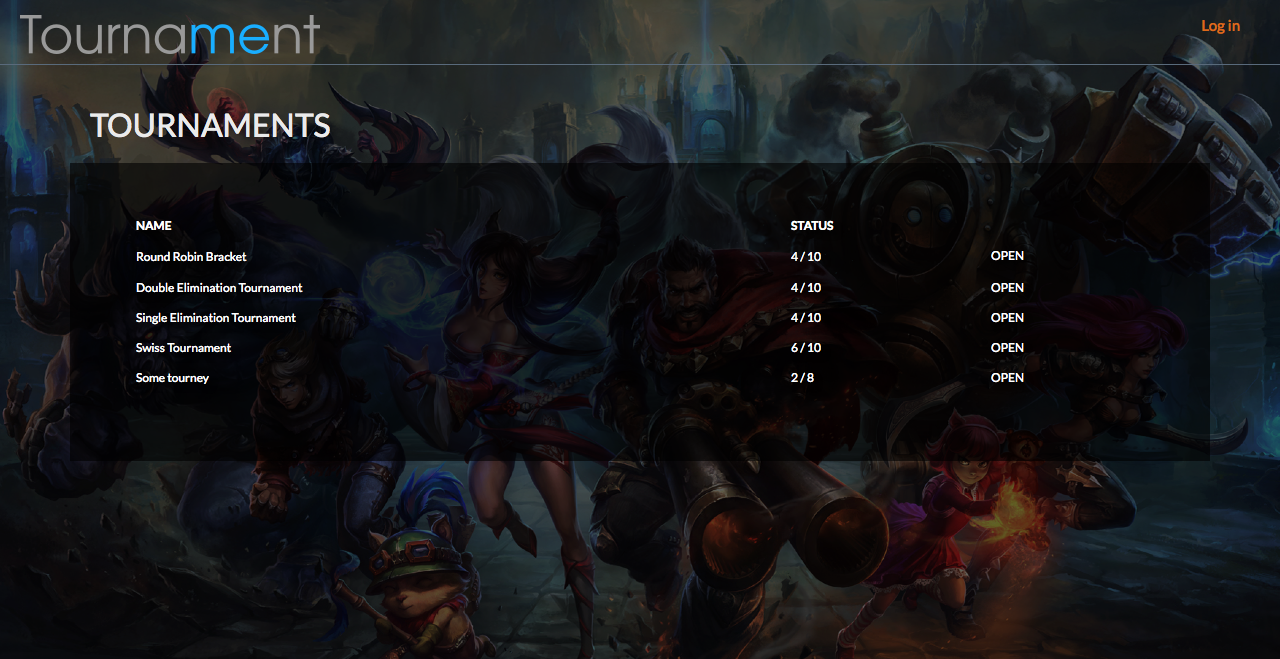 Tournament
Log in
TOURNAMENTS
NAME STATUS
Round Robin Bracket 4 / 10 OPEN
Double Elimination Tournament 4 / 10 OPEN
Single Elimination Tournament 4 / 10 OPEN
Swiss Tournament 6 / 10 OPEN
Some tourney 2 / 8 OPEN